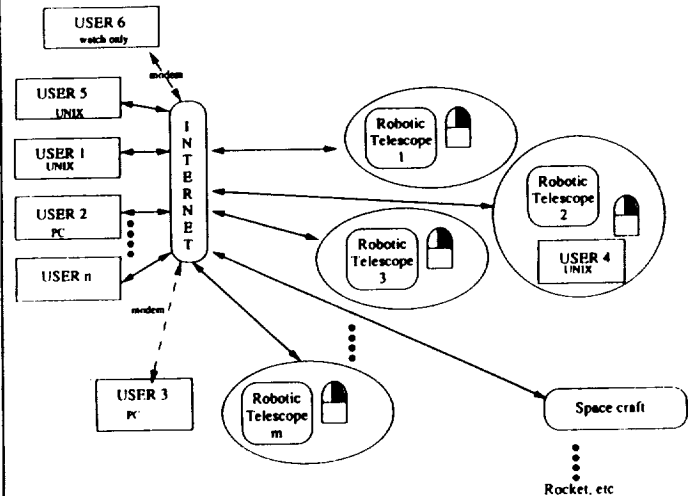 USER 6
watch only
modem
USER 5
UNIX
USER 1
UNIX
USER 2
PC
USER n
modem
USER 3
PC
I
N
T
E
R
N
E
T
Robotic
Telescope
1
Robotic
Telescope
2
USER 4
UNIX
Robotic
Telescope
3
Robotic
Telescope
m
Space craft
Rocket, etc